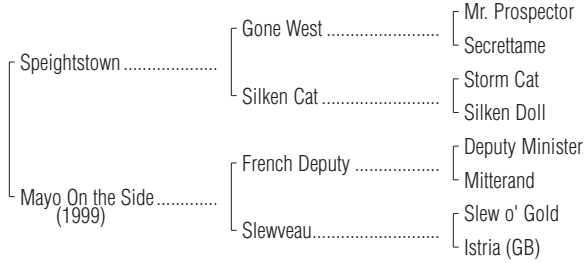 Mr. Prospector
Gone West
Secrettame
Speightstown
Storm Cat
Silken Cat
Silken Doll
Deputy Minister
French Deputy
Mitterand
Mayo On the Side
(1999)
Slew o' Gold
Slewveau
Istria (GB)